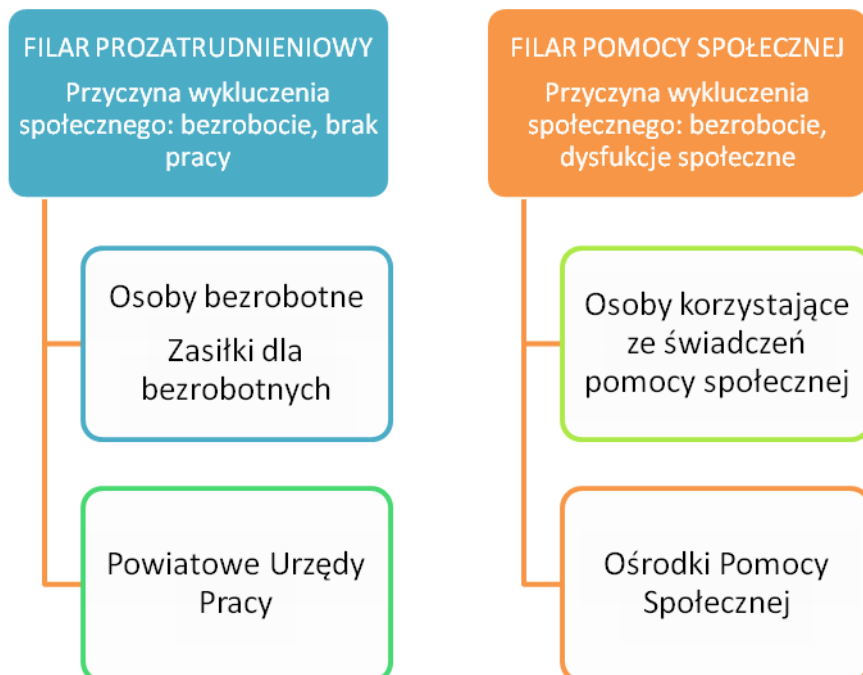 FILAR PROZATRUDNIENIOWY
Przyczyna wykluczenia
społecznego: bezrobocie, brak
pracy
Osoby bezrobotne
Zasiłki dla
bezrobotnych
Powiatowe Urzędy
Pracy
FILAR POMOCY SPOŁECZNEJ
Przyczyna wykluczenia
społecznego: bezrobocie,
dysfukcje społeczne
Osoby korzystające
ze świadczeń
pomocy społecznej
Ośrodki Pomocy
Społecznej